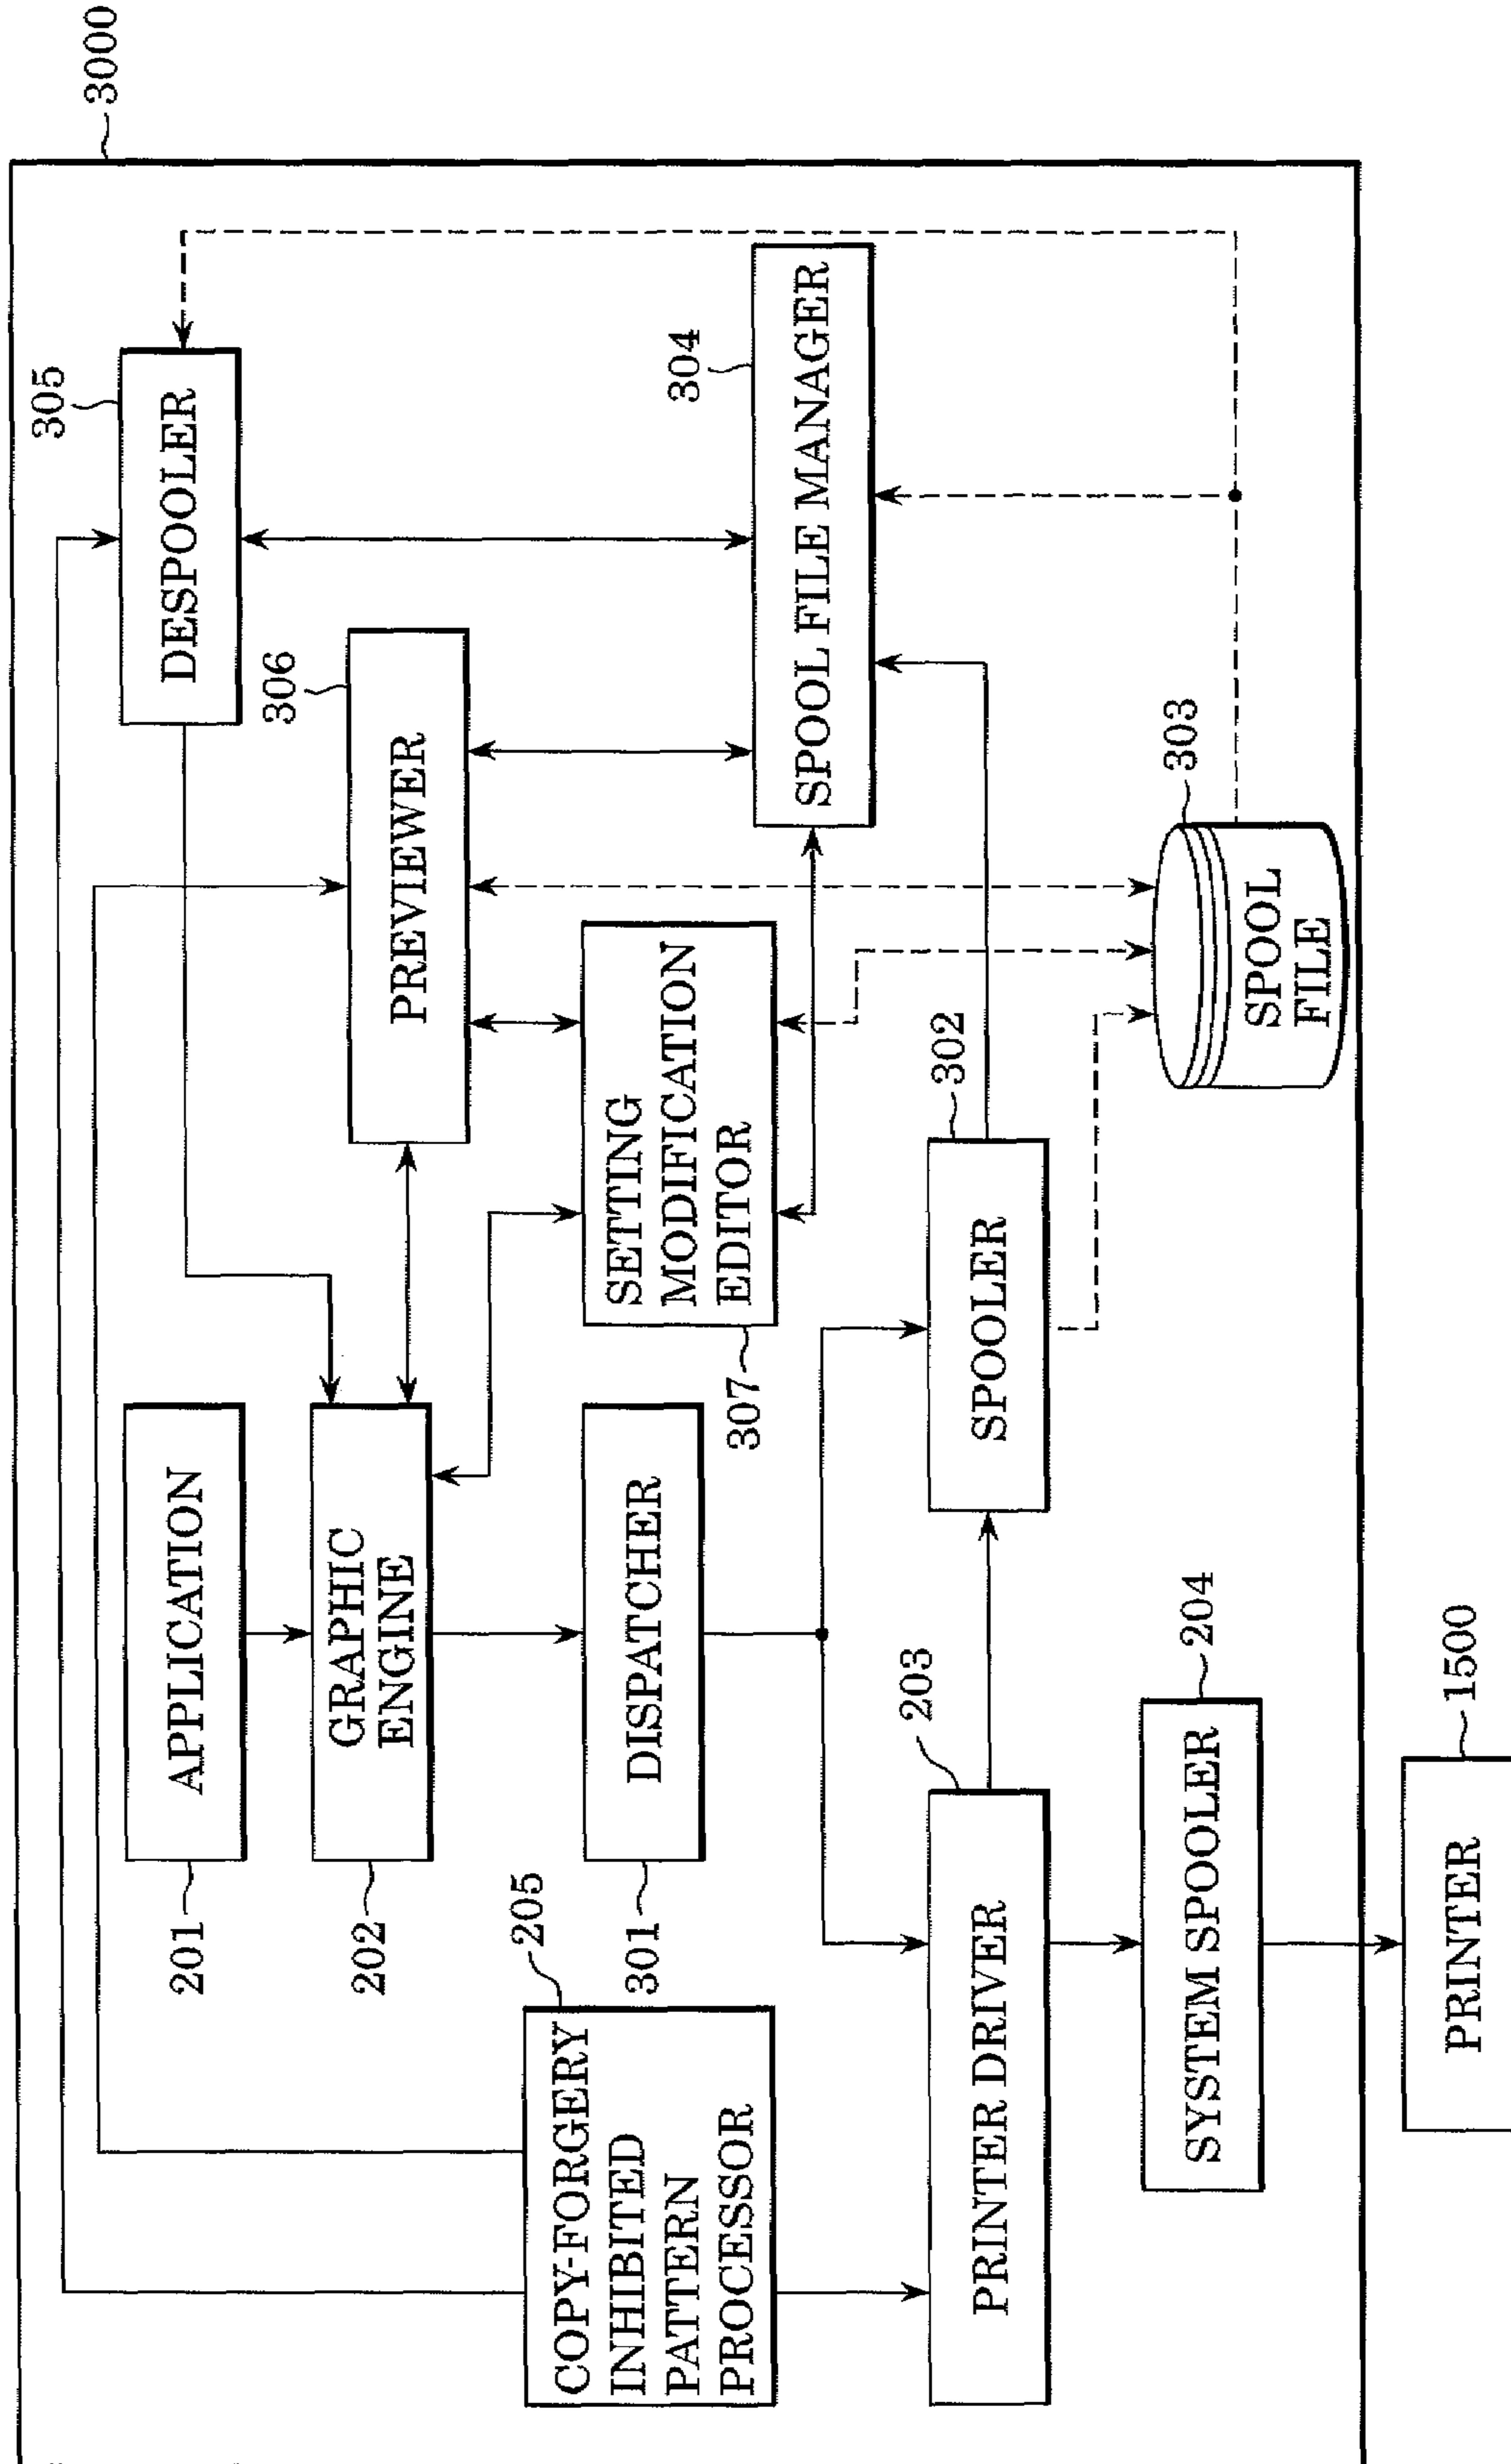 3000
305
DESPOOLER
306
PREVIEWER
304
SPOOL FILE MANAGER
201
APPLICATION
202
GRAPHIC
ENGINE
307
SETTING
MODIFICATION
EDITOR
301
DISPATCHER
302
SPOOLER
303
SPOOL
FILE
205
COPY-FORGERY
INHIBITED
PATTERN
PROCESSOR
203
PRINTER DRIVER
204
SYSTEM SPOOLER
1500
PRINTER